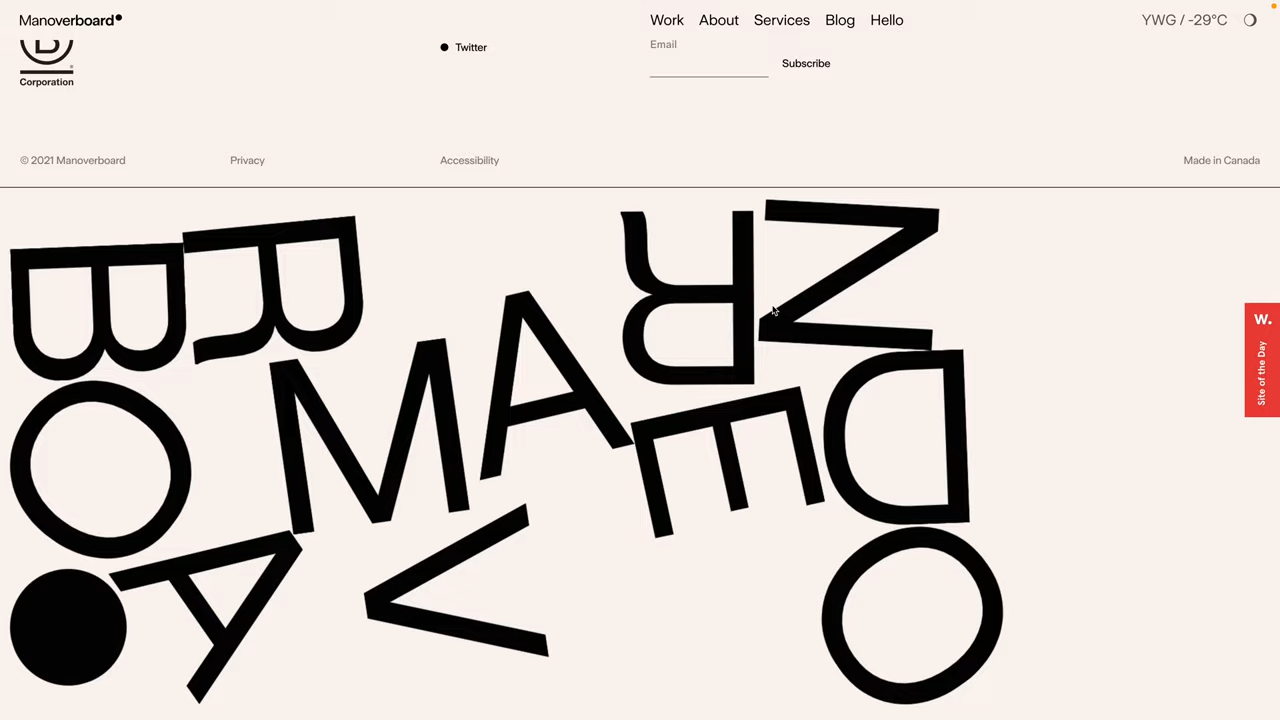 Manoverboard
Work About Services Blog Hello
YWG / -29°C
B
Corporation
Twitter
Email
Subscribe
© 2021 Manoverboard
Privacy
Accessibility
Made in Canada
W.
Site of the Day
B R R N
M A
O E D
A V O